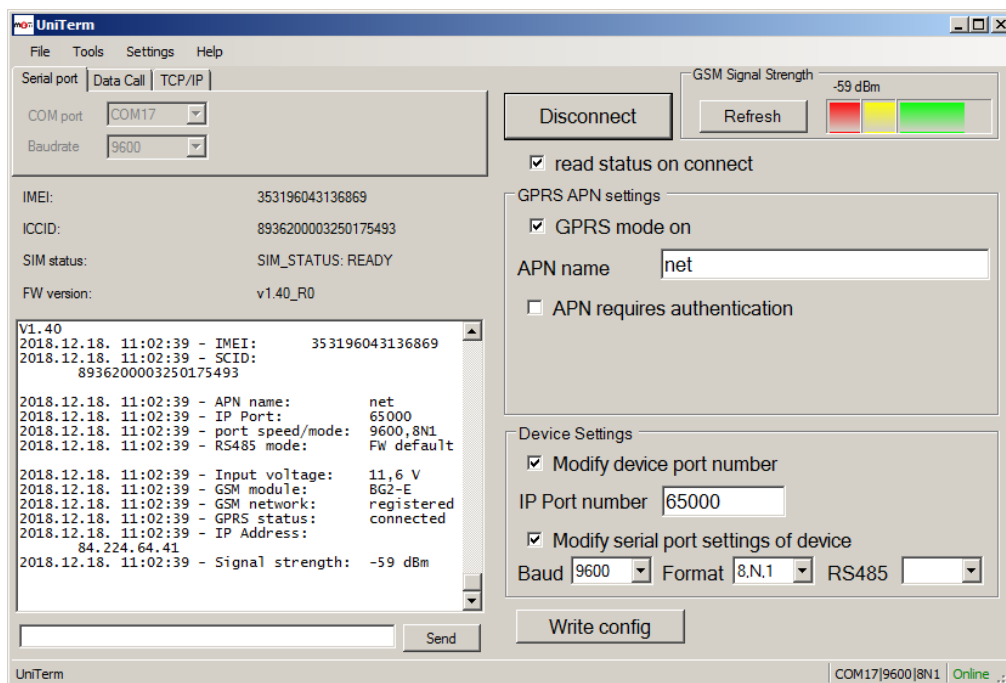 UniTerm
File Tools Settings Help
Serial port Data Call TCP/IP
COM port COM17
Baudrate 9600
Disconnect
GSM Signal Strength
-59 dBm
Refresh
read status on connect
IMEI: 353196043136869
ICCID: 8936200003250175493
SIM status: SIM_STATUS: READY
FW version: v1.40_R0
GPRS APN settings
GPRS mode on
APN name net
APN requires authentication
V1.40
2018.12.18. 11:02:39 - IMEI: 353196043136869
2018.12.18. 11:02:39 - SCID:
8936200003250175493
2018.12.18. 11:02:39 - APN name: net
2018.12.18. 11:02:39 - IP Port: 65000
2018.12.18. 11:02:39 - port speed/mode: 9600,8N1
2018.12.18. 11:02:39 - RS485 mode: FW default
2018.12.18. 11:02:39 - Input voltage: 11,6 V
2018.12.18. 11:02:39 - GSM module: BG2-E
2018.12.18. 11:02:39 - GSM network: registered
2018.12.18. 11:02:39 - GPRS status: connected
2018.12.18. 11:02:39 - IP Address:
84.224.64.41
2018.12.18. 11:02:39 - Signal strength: -59 dBm
Send
Device Settings
Modify device port number
IP Port number 65000
Modify serial port settings of device
Baud 9600 Format 8,N,1 RS485
Write config
UniTerm
COM17|9600|8N1 Online